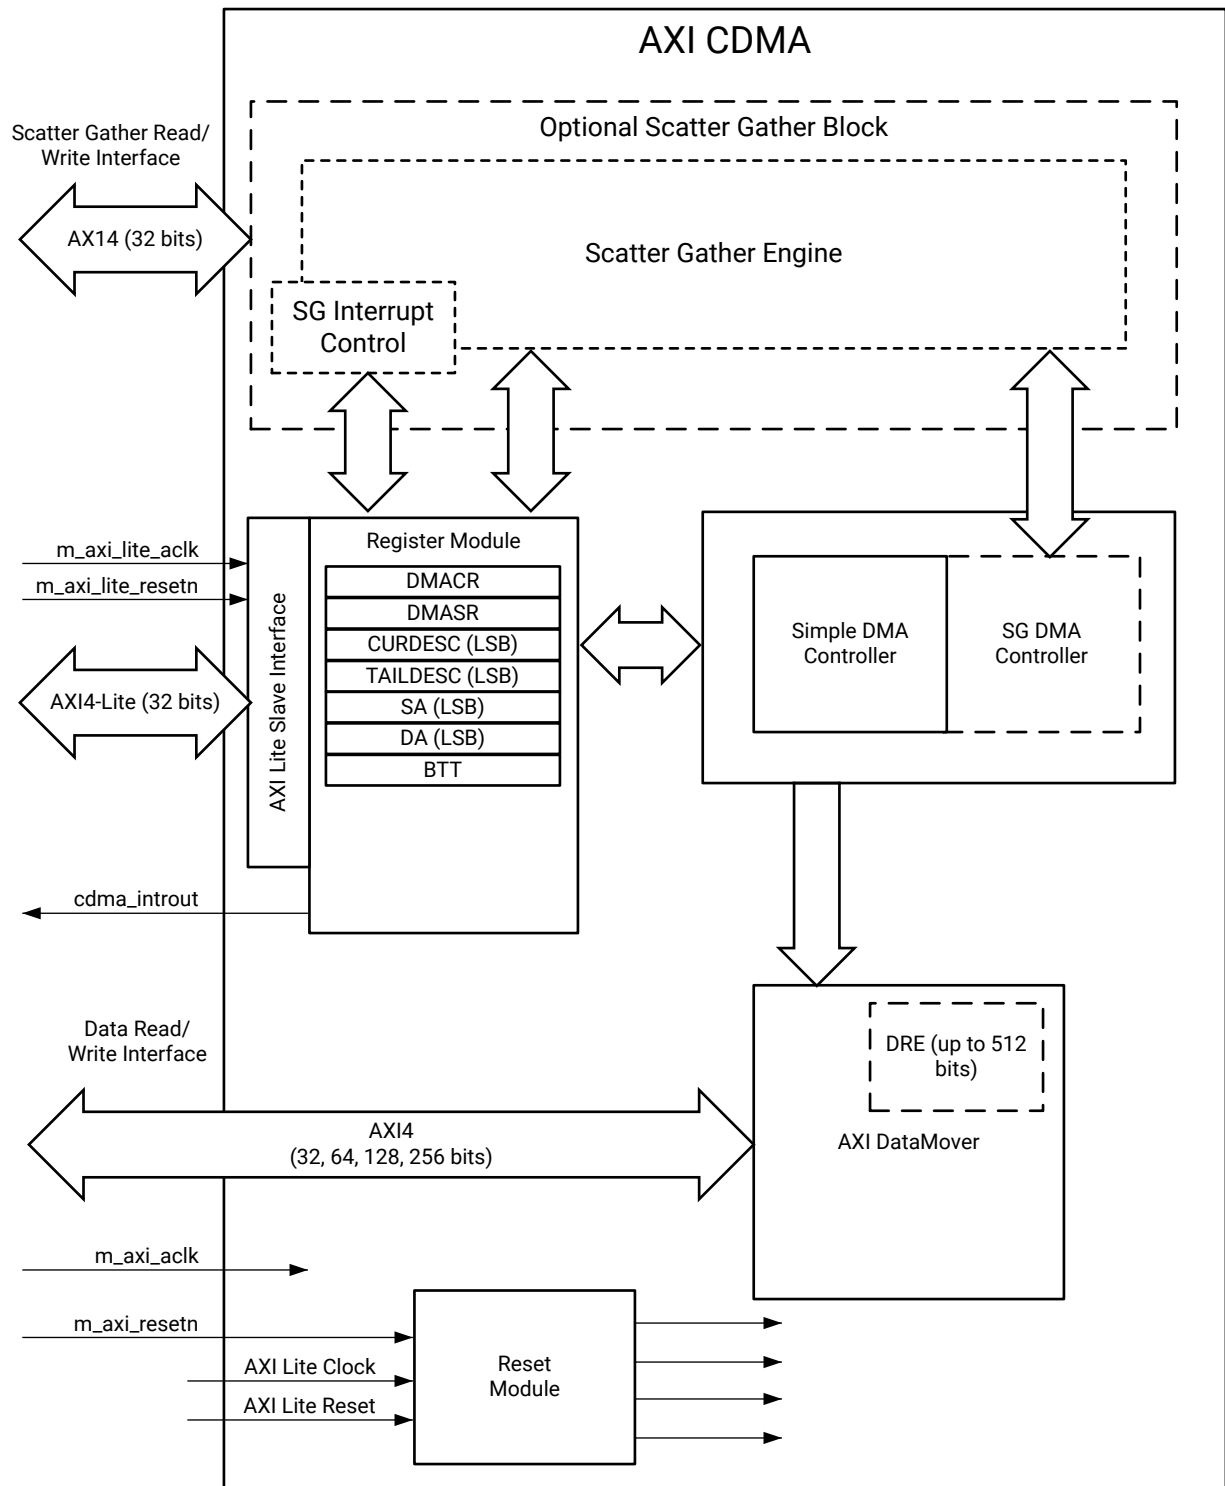 AXI CDMA
Optional Scatter Gather Block
Scatter Gather Read/
Write Interface
AX14 (32 bits)
Scatter Gather Engine
SG Interrupt
Control
m_axi_lite_aclk
m_axi_lite_resetn
AXI4-Lite (32 bits)
AXI Lite Slave Interface
Register Module
DMACR
DMASR
CURDESC (LSB)
TAILDESC (LSB)
SA (LSB)
DA (LSB)
BTT
Simple DMA
Controller
SG DMA
Controller
cdma_introut
Data Read/
Write Interface
DRE (up to 512
bits)
AXI4
(32, 64, 128, 256 bits)
AXI DataMover
m_axi_aclk
m_axi_resetn
AXI Lite Clock
AXI Lite Reset
Reset
Module